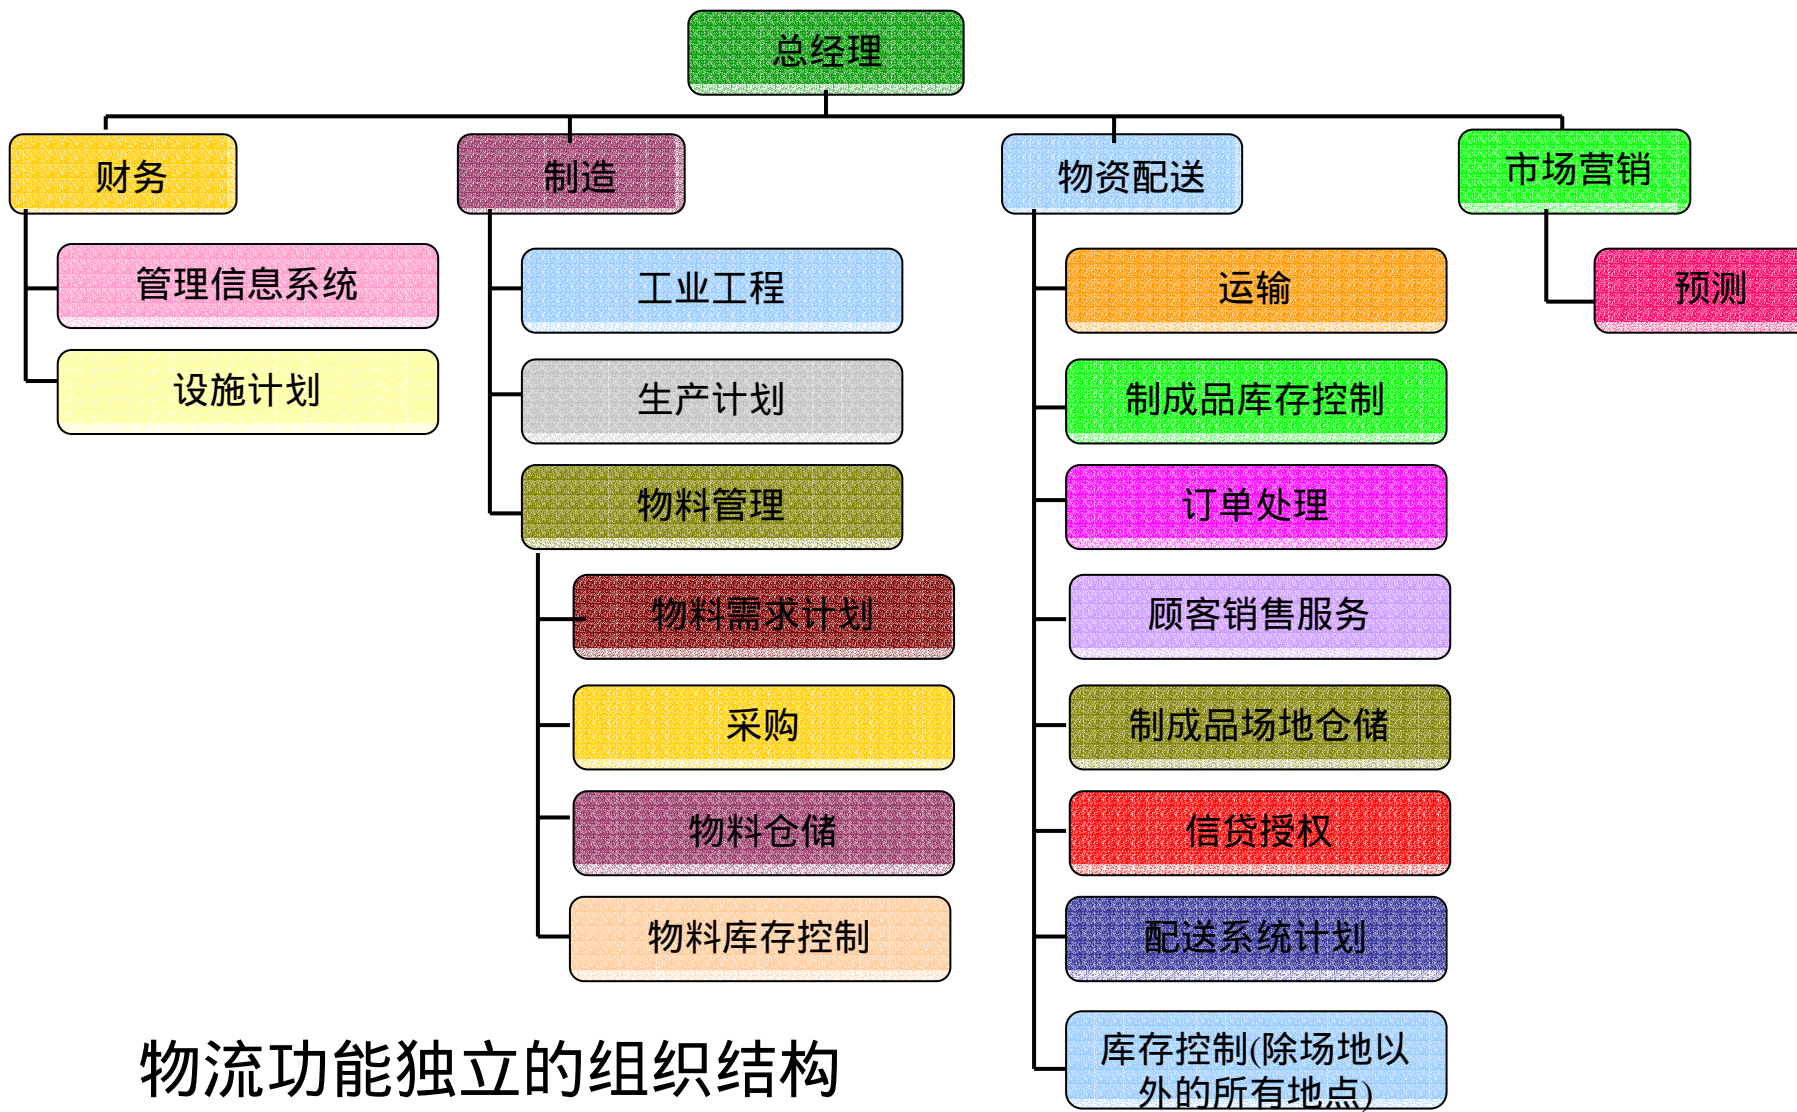 总经理
财务
制造
物资配送
市场营销
管理信息系统
设施计划
工业工程
生产计划
物料管理
物料需求计划
采购
物料仓储
物料库存控制
运输
制成品库存控制
订单处理
顾客销售服务
制成品场地仓储
信贷授权
配送系统计划
库存控制(除场地以
外的所有地点)
预测
物流功能独立的组织结构